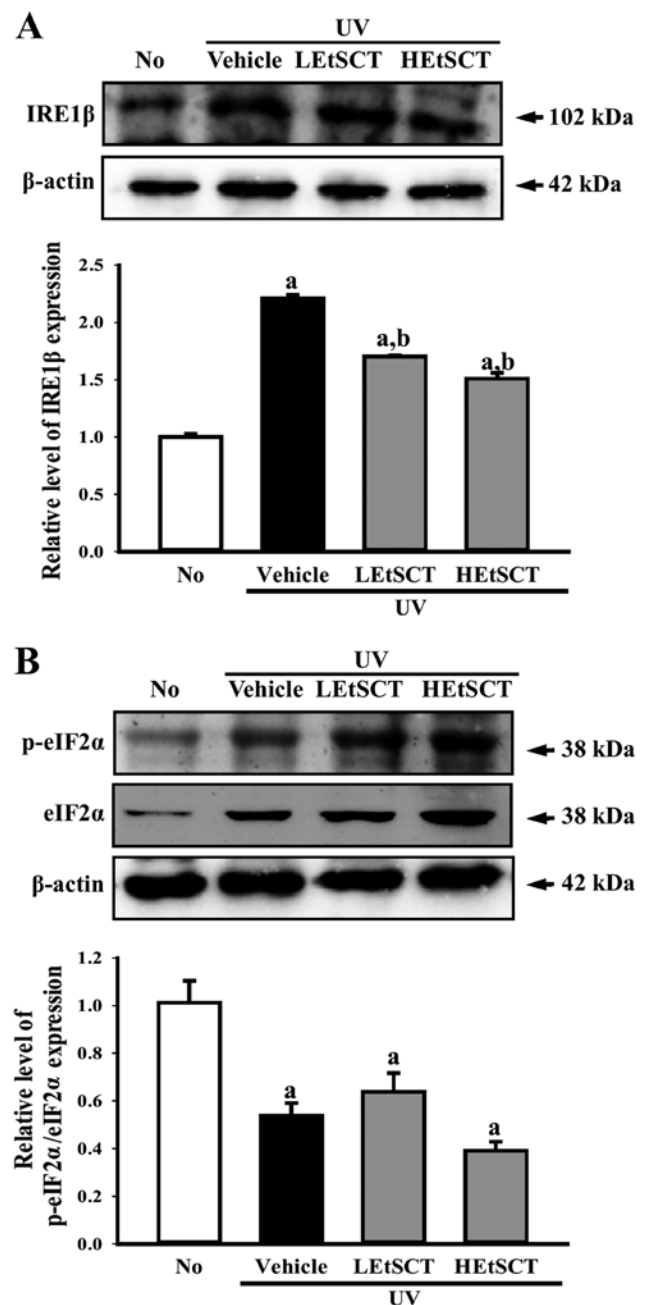 A
UV
No Vehicle LEtSCT HEtSCT
IRE1β 102 kDa
β-actin 42 kDa
Relative level of IRE1β expression
2.5
2.0
1.5
1.0
0.5
0.0
a
a,b
a,b
No Vehicle LEtSCT HEtSCT
UV
B
UV
No Vehicle LEtSCT HEtSCT
p-eIF2α 38 kDa
eIF2α 38 kDa
β-actin 42 kDa
Relative level of
p-eIF2α/eIF2α expression
1.2
1.0
0.8
0.6
0.4
0.2
0.0
a
a
a
No Vehicle LEtSCT HEtSCT
UV